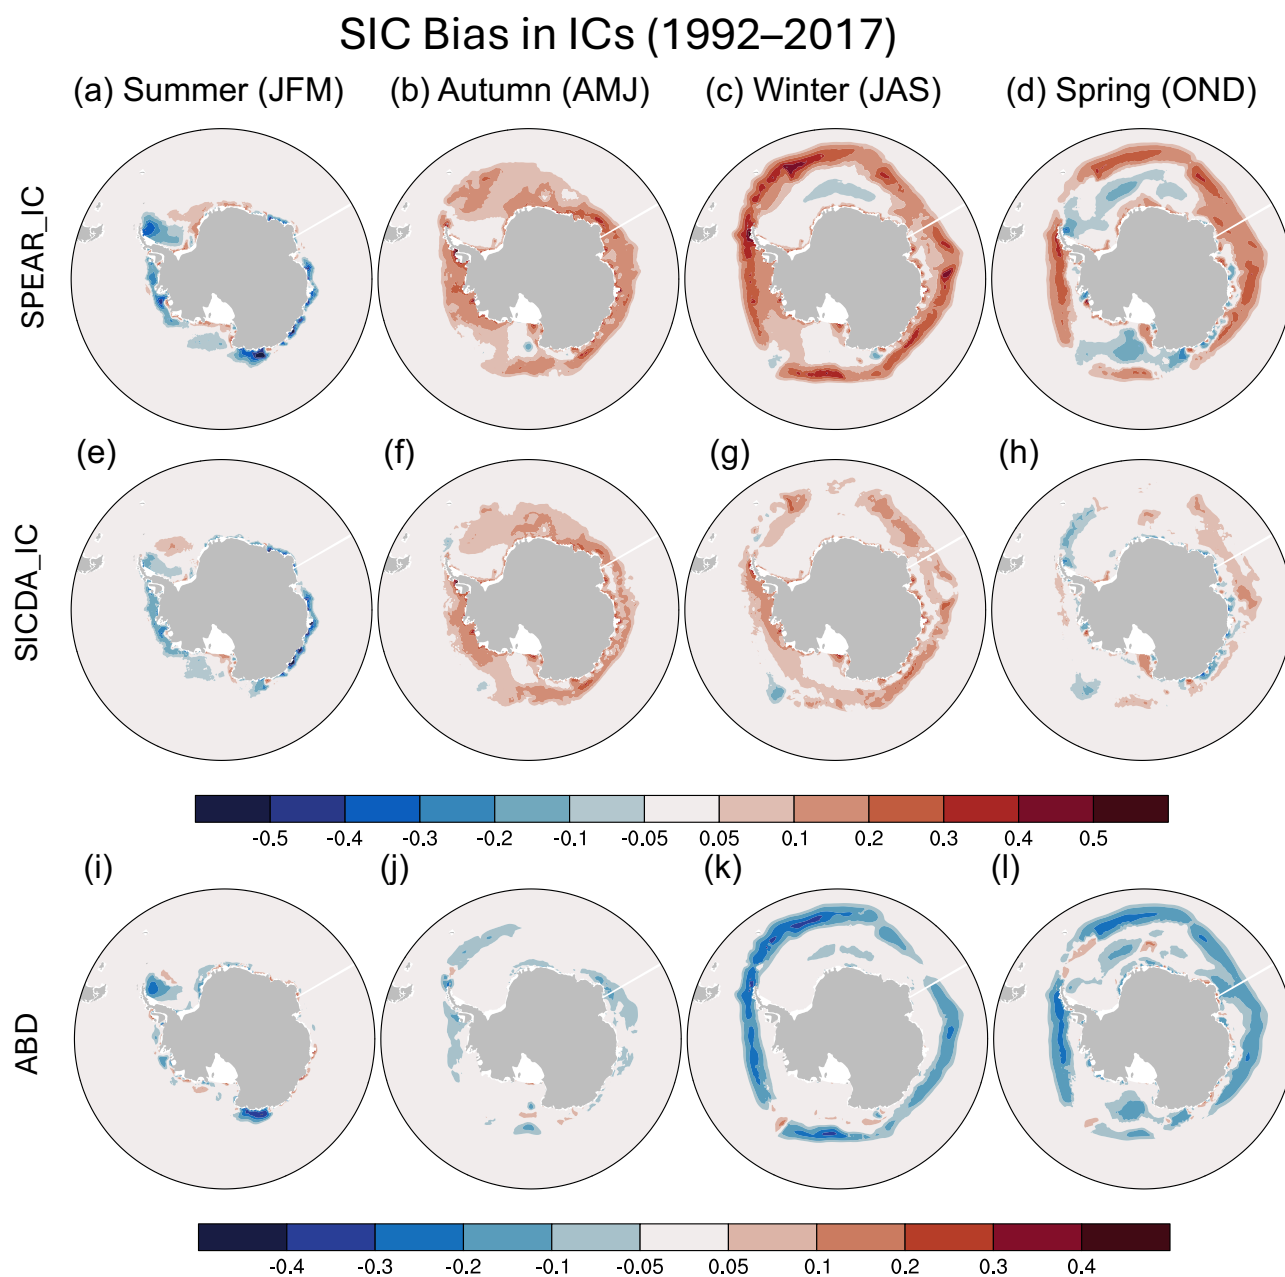 SIC Bias in ICs (1992–2017)
(a) Summer (JFM) (b) Autumn (AMJ) (c) Winter (JAS) (d) Spring (OND)
SPEAR_IC
(e) (f) (g) (h)
SICDA_IC
-0.5 -0.4 -0.3 -0.2 -0.1 -0.05 0.05 0.1 0.2 0.3 0.4 0.5
(i) (j) (k) (l)
ABD
-0.4 -0.3 -0.2 -0.1 -0.05 0.05 0.1 0.2 0.3 0.4